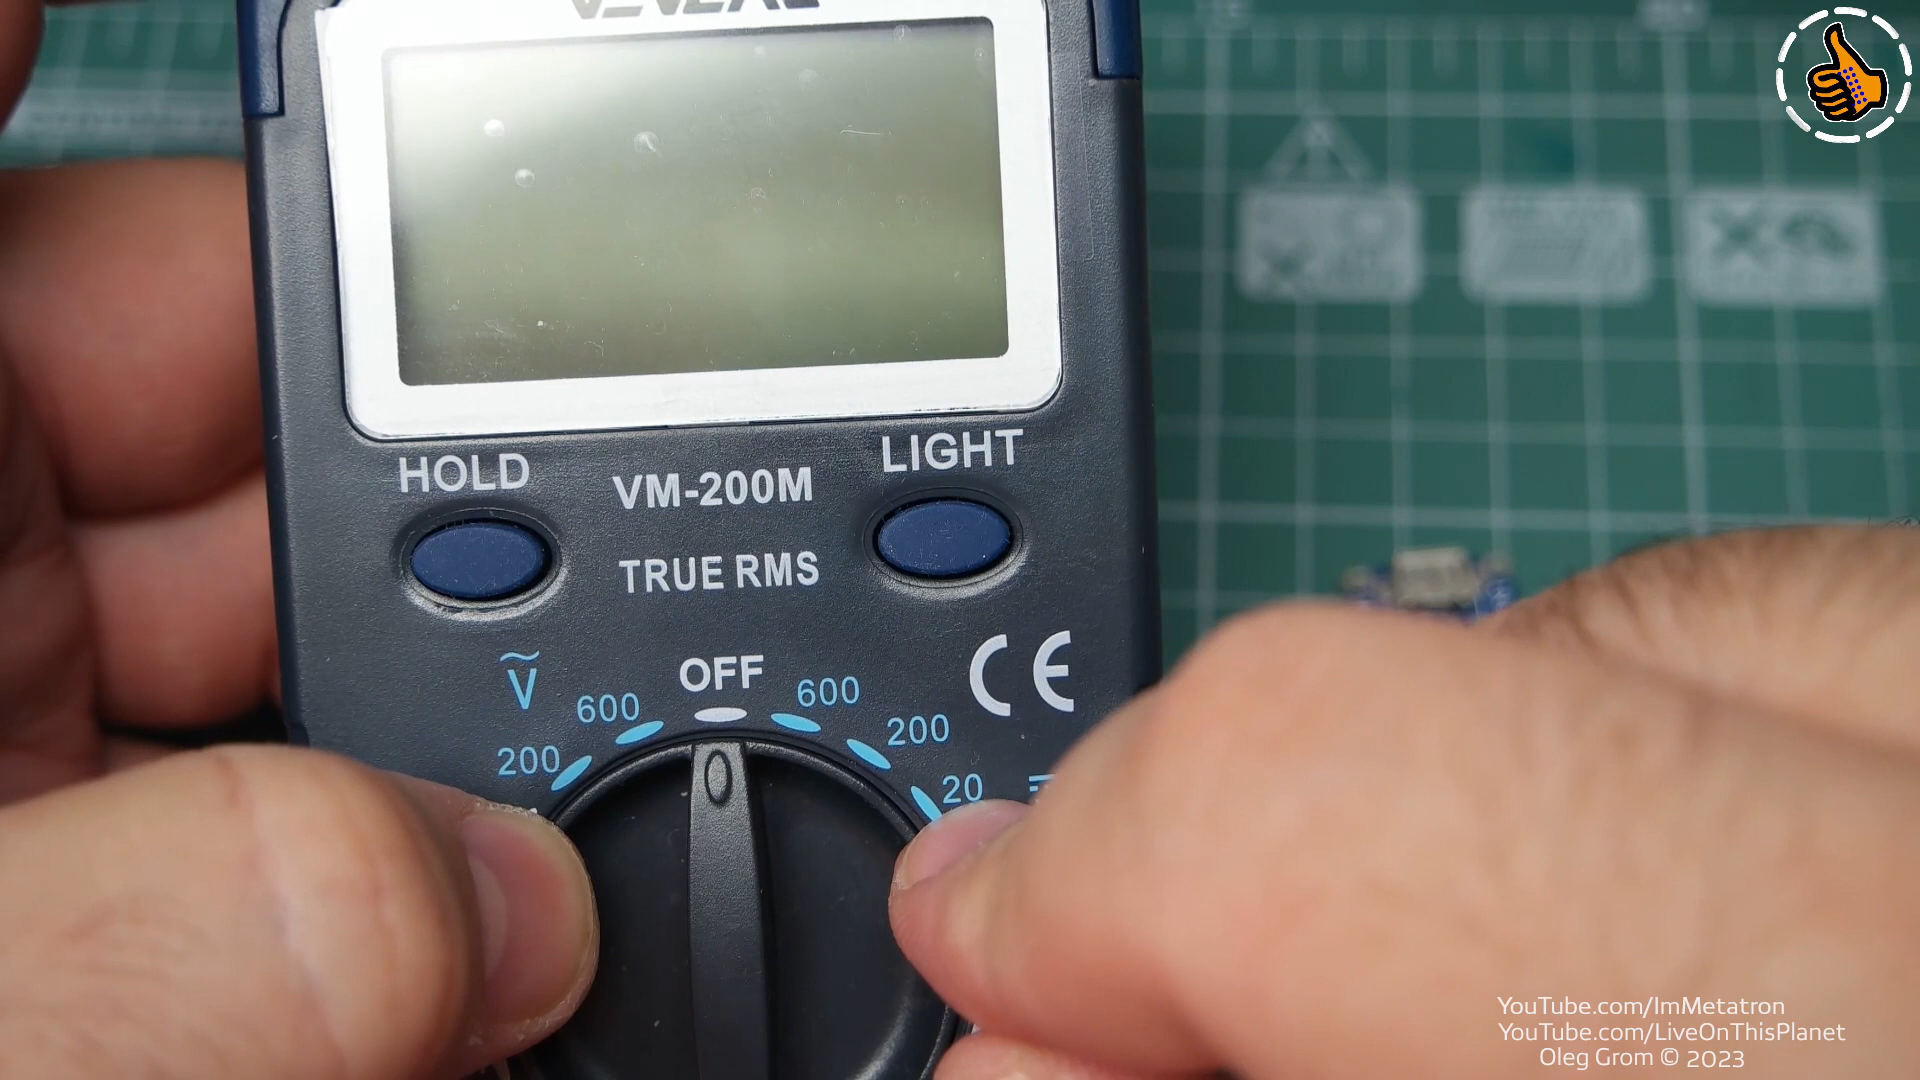 HOLD
LIGHT
VM-200M
TRUE RMS
OFF
Ṽ
600
600
200
200
20
CE
YouTube.com/ImMetatron
YouTube.com/LiveOnThisPlanet
Oleg Grom © 2023